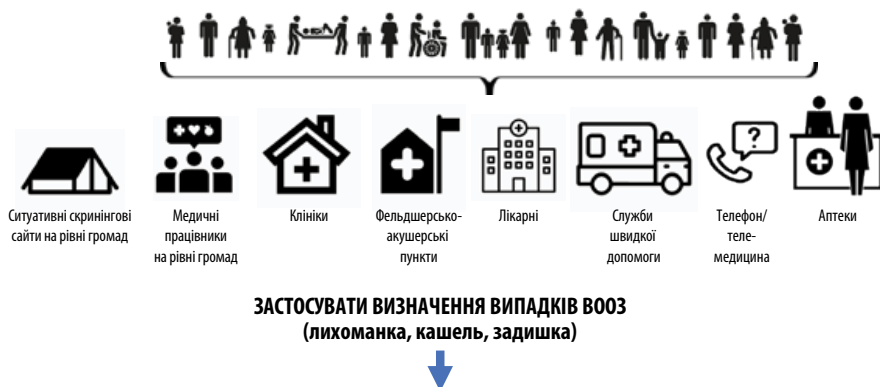 ?
Ситуативні скринінгові
сайти на рівні громад
Медичні
працівники
на рівні громад
Клініки
Фельдшерсько-
акушерські
пункти
Лікарні
Служби
швидкої
допомоги
Телефон/
теле-
медицина
Аптеки
ЗАСТОСУВАТИ ВИЗНАЧЕННЯ ВИПАДКІВ ВООЗ
(лихоманка, кашель, задишка)